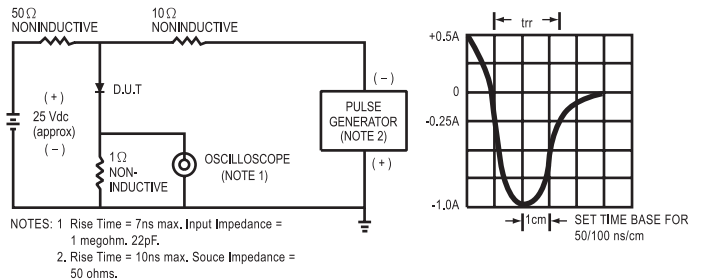 50Ω
NONINDUCTIVE
10Ω
NONINDUCTIVE
(+)
25 Vdc
(approx)
(−)
D.U.T
1Ω
NON-
INDUCTIVE
OSCILLOSCOPE
(NOTE 1)
(−)
PULSE
GENERATOR
(NOTE 2)
(+)
trr
+0.5A
0
-0.25A
-1.0A
1cm
SET TIME BASE FOR
50/100 ns/cm
NOTES: 1 Rise Time = 7ns max. Input Impedance =
1 megohm. 22pF.
2. Rise Time = 10ns max. Souce Impedance =
50 ohms.